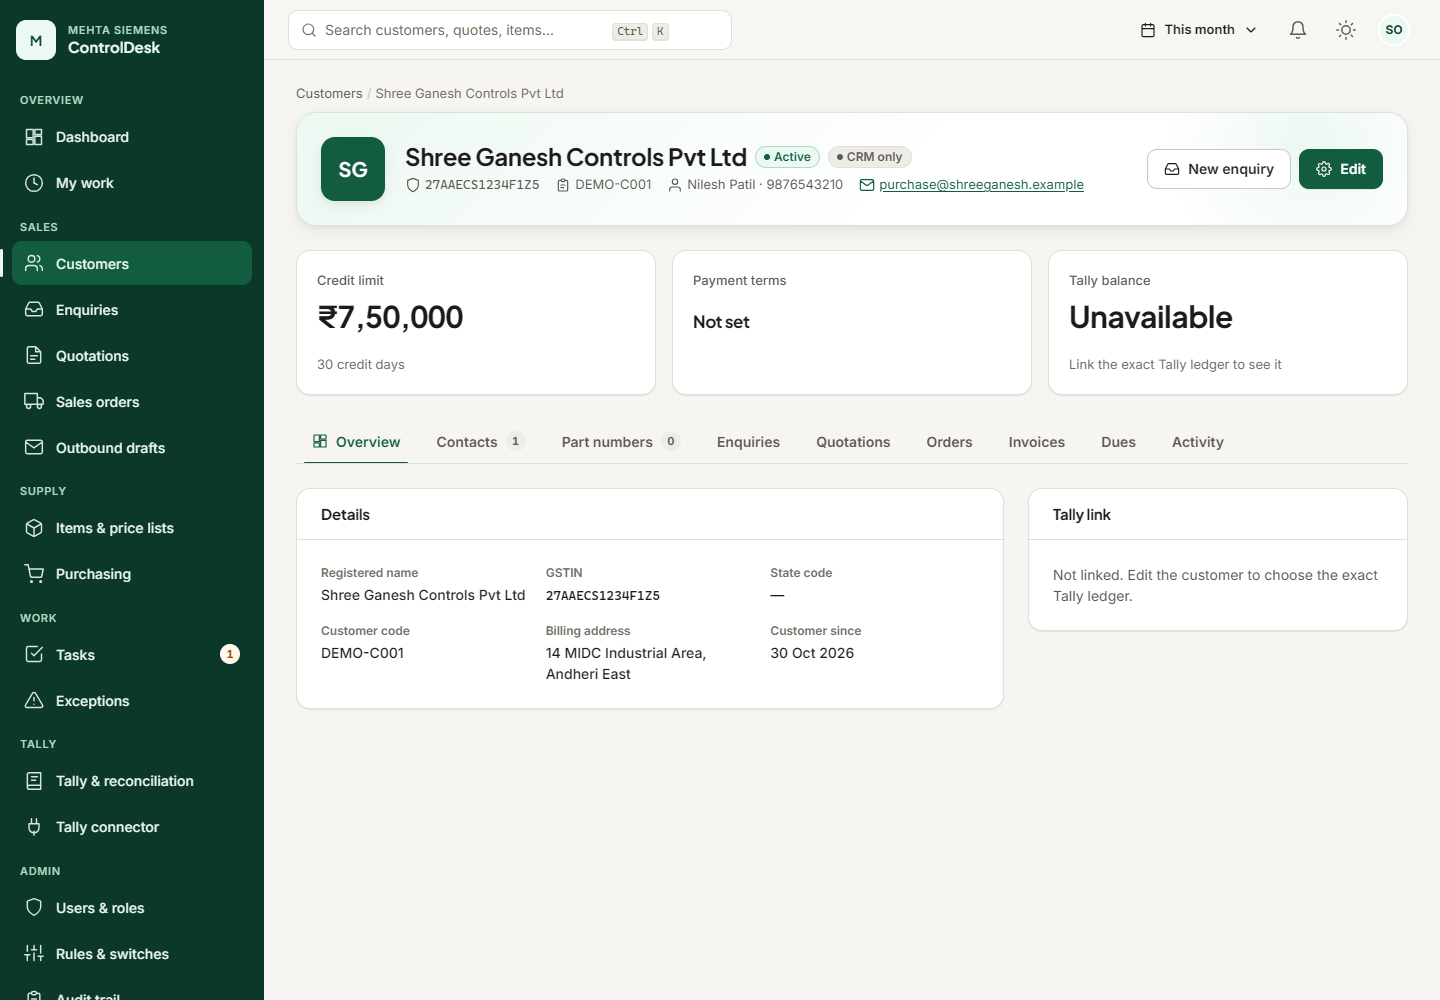 M
MEHTA SIEMENS
ControlDesk
OVERVIEW
Dashboard
My work
SALES
Customers
Enquiries
Quotations
Sales orders
Outbound drafts
SUPPLY
Items & price lists
Purchasing
WORK
Tasks 1
Exceptions
TALLY
Tally & reconciliation
Tally connector
ADMIN
Users & roles
Rules & switches
Audit trail
Search customers, quotes, items... Ctrl K
This month
SO
Customers / Shree Ganesh Controls Pvt Ltd
SG
Shree Ganesh Controls Pvt Ltd Active CRM only
27AAECS1234F1Z5 DEMO-C001 Nilesh Patil · 9876543210 purchase@shreeganesh.example
New enquiry Edit
Credit limit
₹7,50,000
30 credit days
Payment terms
Not set
Tally balance
Unavailable
Link the exact Tally ledger to see it
Overview Contacts 1 Part numbers 0 Enquiries Quotations Orders Invoices Dues Activity
Details
Registered name GSTIN State code
Shree Ganesh Controls Pvt Ltd 27AAECS1234F1Z5 —
Customer code Billing address Customer since
DEMO-C001 14 MIDC Industrial Area, 30 Oct 2026
Andheri East
Tally link
Not linked. Edit the customer to choose the exact
Tally ledger.